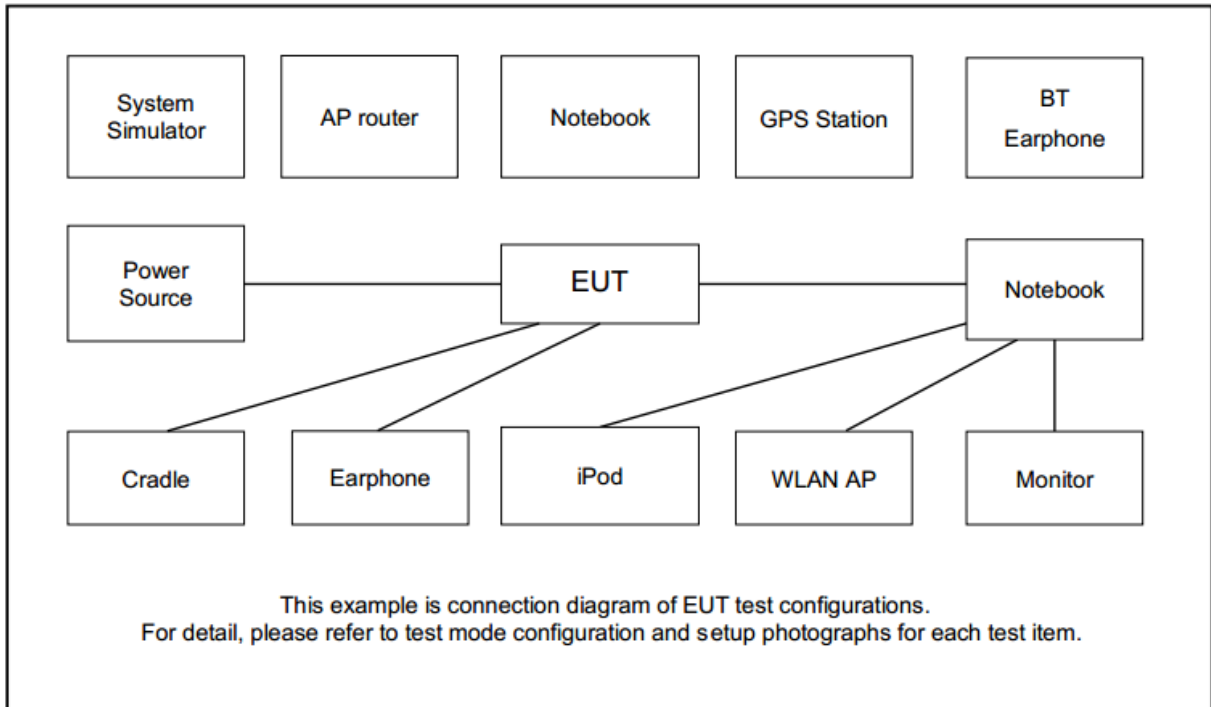 System
Simulator
AP router
Notebook
GPS Station
BT
Earphone
Power
Source
EUT
Notebook
Cradle
Earphone
iPod
WLAN AP
Monitor
This example is connection diagram of EUT test configurations.
For detail, please refer to test mode configuration and setup photographs for each test item.